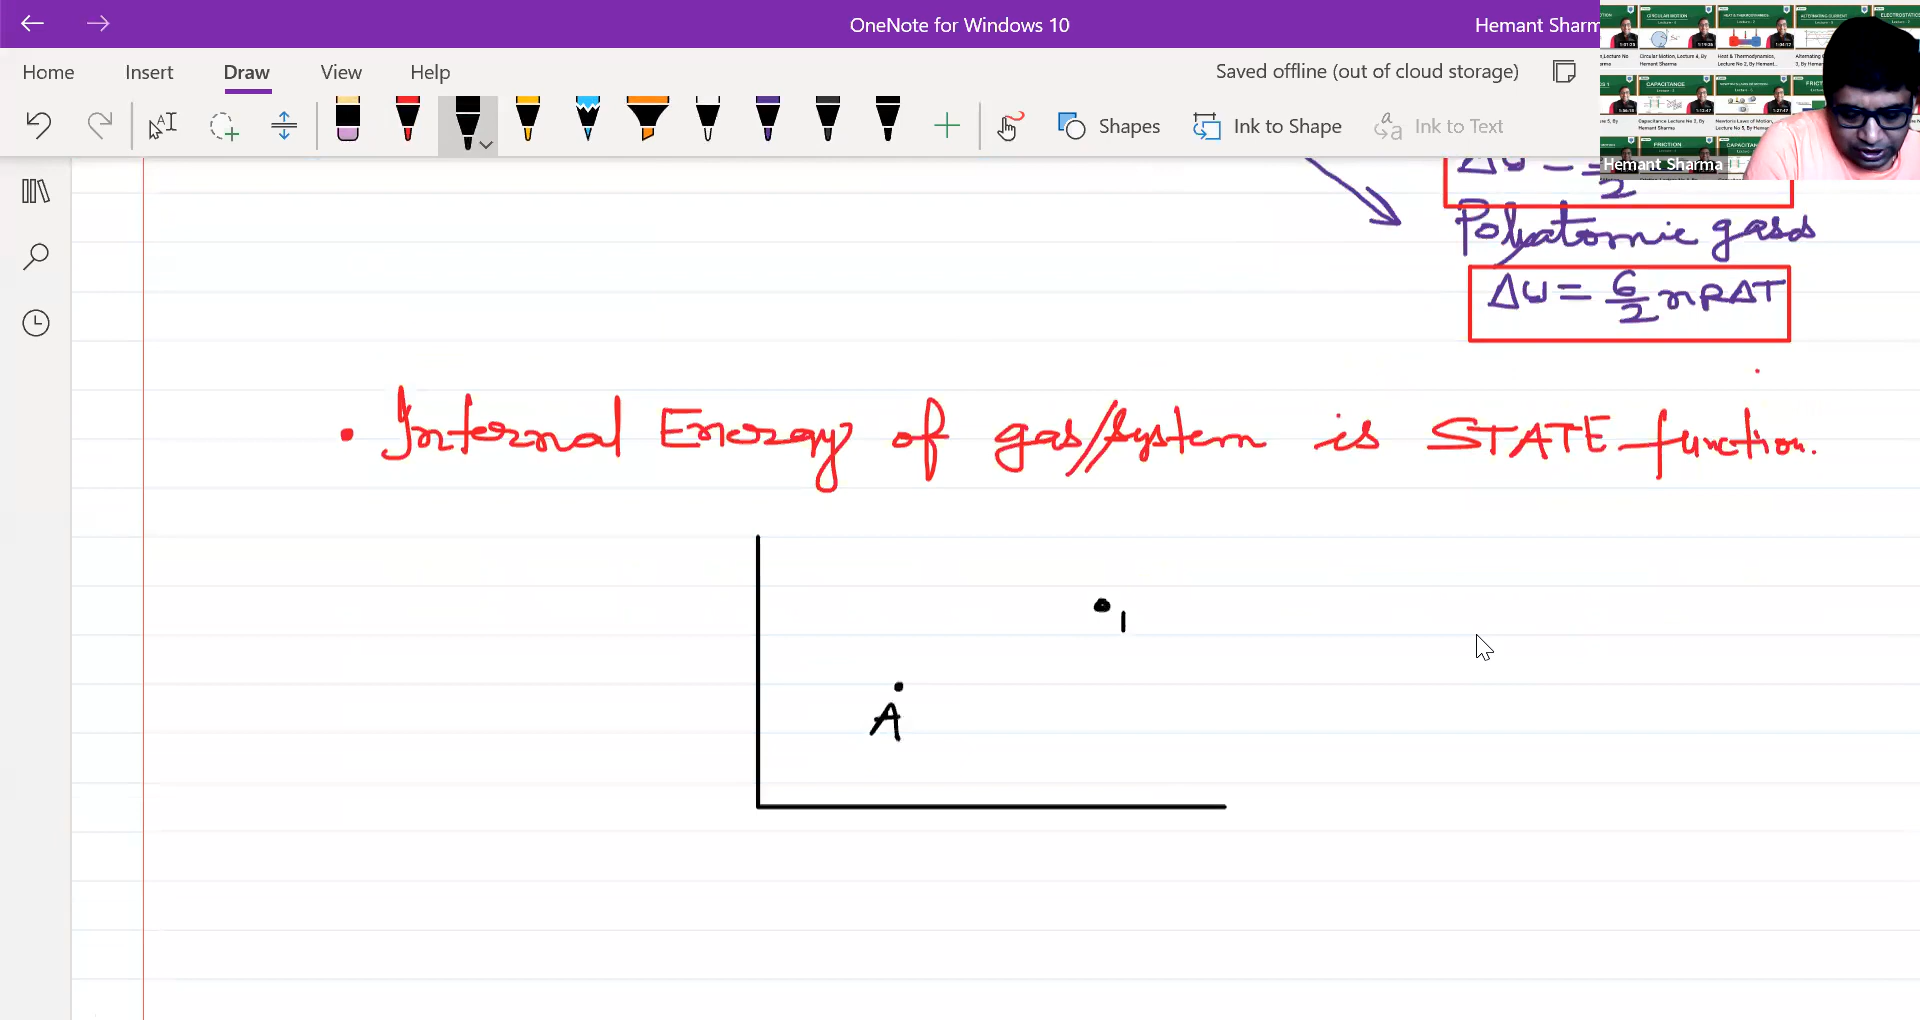 OneNote for Windows 10
Hemant Sharm
Home Insert Draw View Help
Saved offline (out of cloud storage)
Shapes Ink to Shape Ink to Text
Hemant Sharma
Polyatomic gases
ΔU = 6/2 nRΔT
• Internal Energy of gas/system is STATE function.
A